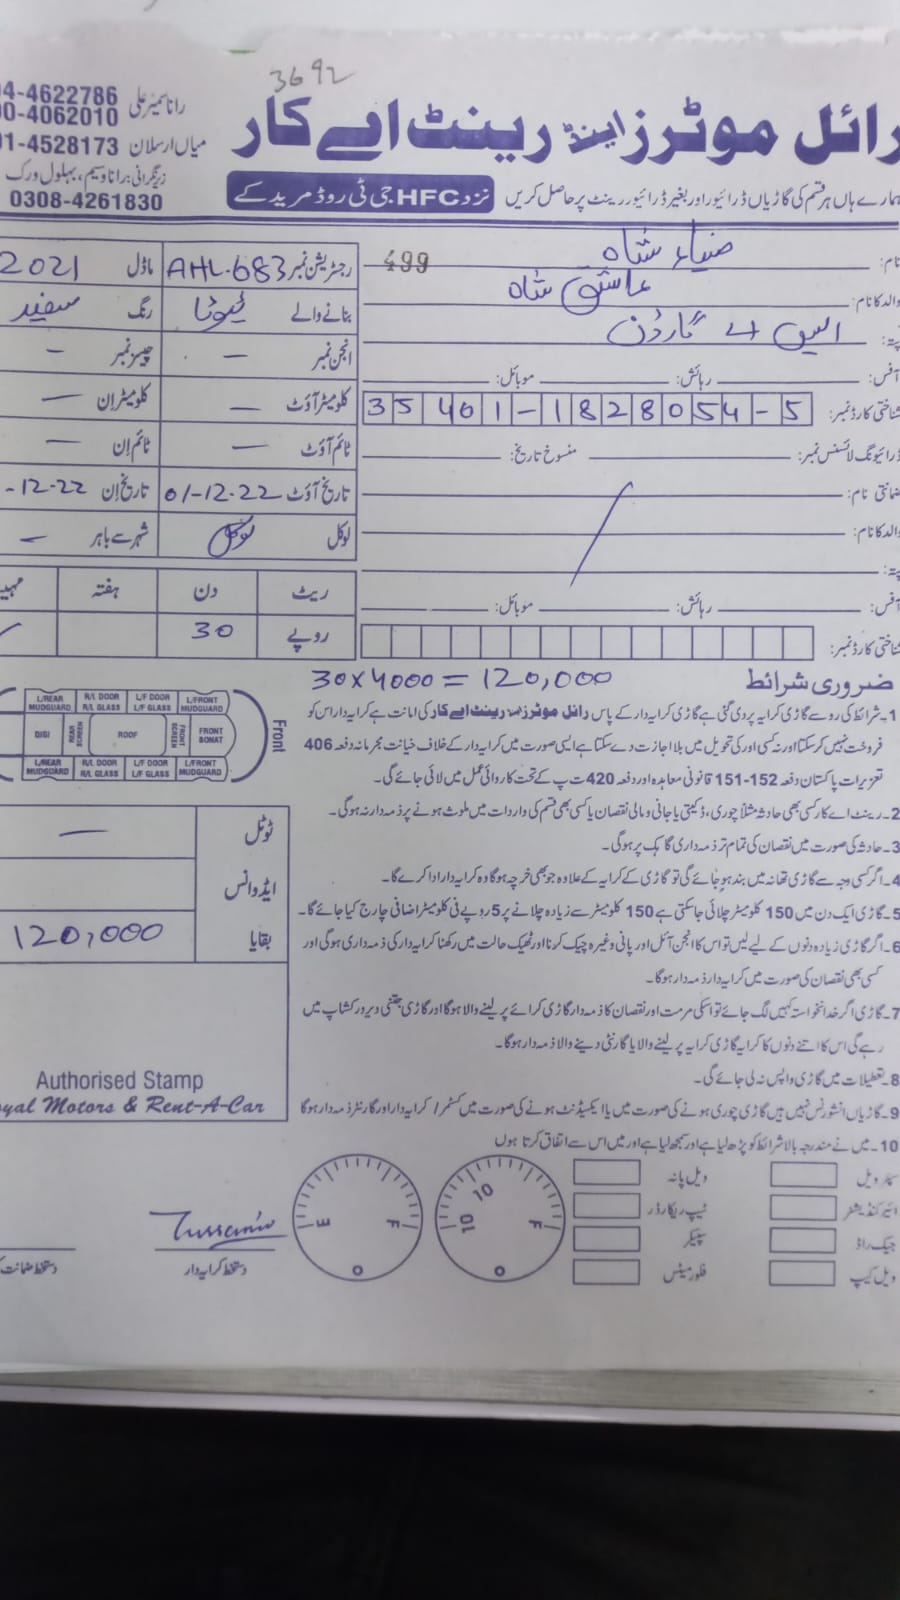 3692
رائل موٹرز اینڈ رینٹ اے کار
رانا سمیر علی 04-4622786
00-4062010
میاں ارسلان 01-4528173
زیرنگرانی: رانا وسیم، بہلول ورک
0308-4261830
نزد HFC جی ٹی روڈ مریدکے
ہمارے ہاں ہر قسم کی گاڑیاں ڈرائیور اور بغیر ڈرائیور رینٹ پر حاصل کریں
نام: ضیاء شاہ 499
والد کا نام: عاشق شاہ
پتہ: ایس اے گارڈن
آفس: رہائش: موبائل:
شناختی کارڈ نمبر: 35401-1828054-5
ڈرائیونگ لائسنس نمبر: منسوخ تاریخ:
ضمانتی نام:
والد کا نام:
پتہ:
آفس: رہائش: موبائل:
شناختی کارڈ نمبر:
رجسٹریشن نمبر AHL-683 ماڈل 2021
بنانے والے ٹیوٹا رنگ سفید
انجن نمبر — چیسز نمبر —
کلومیٹر آؤٹ — کلومیٹر اِن —
ٹائم آؤٹ — ٹائم اِن —
تاریخ آؤٹ 01-12-22 تاریخ اِن -12-22
لوکل لوکل شہر سے باہر —
ریٹ دن ہفتہ مہی
روپے 30
30x4000 = 120,000
ضروری شرائط
1۔ شرائط کی رو سے گاڑی کرایہ پر دی گئی ہے گاڑی کرایہ دار کے پاس رائل موٹرز اینڈ رینٹ اے کار کی امانت ہے کرایہ دار اس کو
فروخت نہیں کر سکتا اور نہ کسی اور کی تحویل میں بلا اجازت دے سکتا ہے ایسی صورت میں کرایہ دار کے خلاف خیانت مجرمانہ دفعہ 406
تعزیرات پاکستان دفعہ 152-151 قانونی معاہدہ اور دفعہ 420 ت پ کے تحت کاروائی عمل میں لائی جائے گی۔
2۔ رینٹ اے کار کسی بھی حادثہ مثلاً چوری، ڈکیتی یا جانی و مالی نقصان یا کسی بھی قسم کی واردات میں ملوث ہونے پر ذمہ دار نہ ہوگی۔
3۔ حادثہ کی صورت میں نقصان کی تمام تر ذمہ داری گاہک پر ہوگی۔
4۔ اگر کسی وجہ سے گاڑی تھانہ میں بند ہو جائے گی تو گاڑی کے کرایہ کے علاوہ جو بھی خرچہ ہوگا وہ کرایہ دار ادا کرے گا۔
5۔ گاڑی ایک دن میں 150 کلومیٹر چلائی جاسکتی ہے 150 کلومیٹر سے زیادہ چلانے پر 5 روپے فی کلومیٹر اضافی چارج کیا جائے گا۔
6۔ اگر گاڑی زیادہ دنوں کے لیے لیں تو اس کا انجن آئل اور پانی وغیرہ چیک کرنا اور ٹھیک حالت میں رکھنا کرایہ دار کی ذمہ داری ہوگی اور
کسی بھی نقصان کی صورت میں کرایہ دار ذمہ دار ہوگا۔
7۔ گاڑی اگر خدانخواستہ کہیں لگ جائے تو اسکی مرمت اور نقصان کا ذمہ دار گاڑی کرائے پر لینے والا ہوگا اور گاڑی جتنی دیر ورکشاپ میں
رہے گی اس کا اتنے دنوں کا کرایہ گاڑی کرایہ پر لینے والا یا گارنٹی دینے والا ذمہ دار ہوگا۔
8۔ تعطیلات میں گاڑی واپس نہ لی جائے گی۔
9۔ گاڑیاں انشورنس نہیں ہیں گاڑی چوری ہونے کی صورت میں یا ایکسیڈنٹ ہونے کی صورت میں کسٹمر/ کرایہ دار اور گارنٹر ذمہ دار ہوگا
10۔ میں نے مندرجہ بالا شرائط کو پڑھ لیا ہے اور سمجھ لیا ہے اور میں اس سے اتفاق کرتا ہوں
L/REAR MUDGUARD R/L DOOR R/L GLASS L/F DOOR L/F GLASS L/FRONT MUDGUARD
DIGI REAR SCREEN ROOF FRONT SCREEN FRONT BONAT
L/REAR MUDGUARD L/F DOOR R/L GLASS L/F DOOR L/F GLASS L/FRONT MUDGUARD
Front
ٹوٹل —
ایڈوانس
بقایا 120,000
Authorised Stamp
oyal Motors & Rent-A-Car
سپئر ویل ویل پانہ
ائیر کنڈیشنر ٹیپ ریکارڈر
جیک راڈ سپیکر
ویل کیپ فلور میٹس
E F O
10 10 F O
دستخط کرایہ دار
دستخط ضمانت